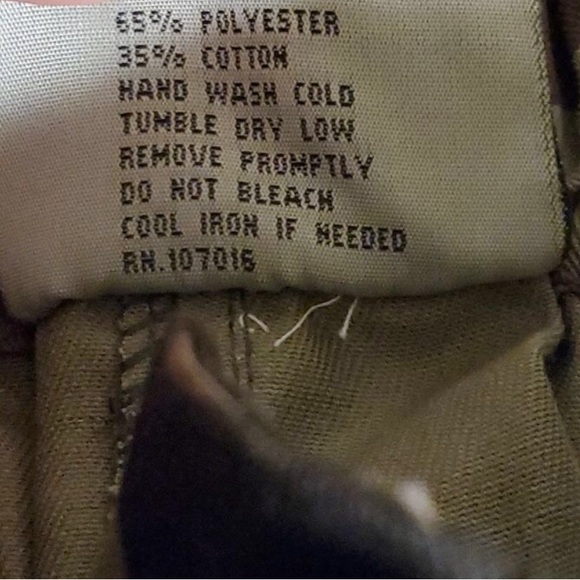 65% POLYESTER
35% COTTON
HAND WASH COLD
TUMBLE DRY LOW
REMOVE PROMPTLY
DO NOT BLEACH
COOL IRON IF NEEDED
RN.107016